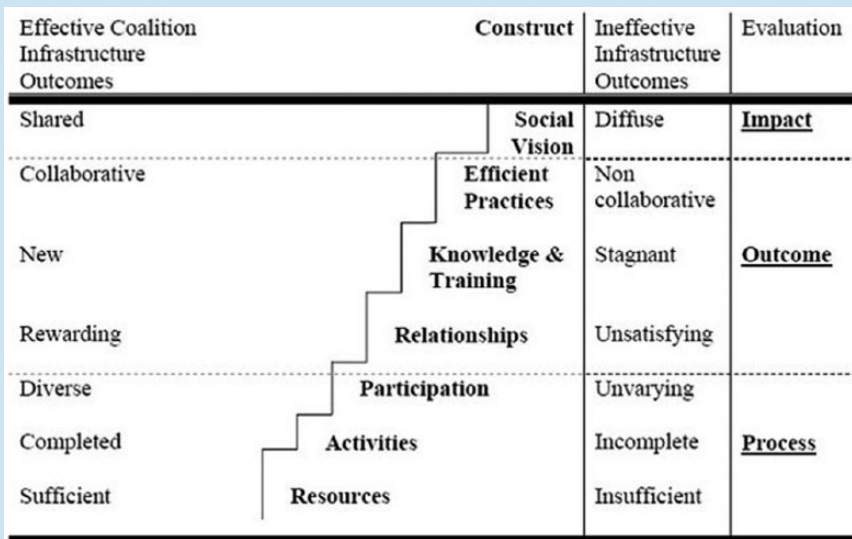 Effective Coalition Construct Ineffective Evaluation
Infrastructure Infrastructure
Outcomes Outcomes
Shared Social Diffuse Impact
Vision
Collaborative Efficient Non
Practices collaborative
New Knowledge & Stagnant Outcome
Training
Rewarding Relationships Unsatisfying
Diverse Participation Unvarying
Completed Activities Incomplete Process
Sufficient Resources Insufficient